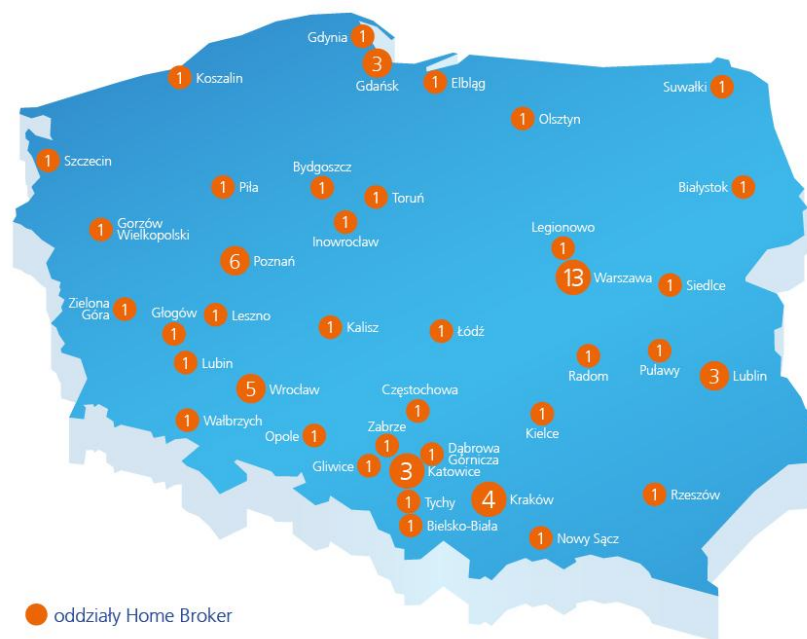 Gdynia 1
3
Gdańsk
1 Koszalin
1 Elbląg
Suwałki 1
1
Olsztyn
1 Szczecin
Bydgoszcz
1
1 Piła
1 Toruń
Białystok 1
1
Inowrocław
1 Gorzów
Wielkopolski
Legionowo
1
6 Poznań
13 Warszawa
1 Siedlce
Zielona
Góra 1
Głogów
1
1 Leszno
1 Kalisz
1 Łódź
1
Radom
1
Puławy
3 Lublin
1 Lubin
5 Wrocław
Częstochowa
1
1 Wałbrzych
Opole 1
1
Kielce
Zabrze
1
1 Dąbrowa
Górnicza
Gliwice 1
3 Katowice
1 Tychy
4 Kraków
1 Rzeszów
1 Bielsko-Biała
1 Nowy Sącz
oddziały Home Broker